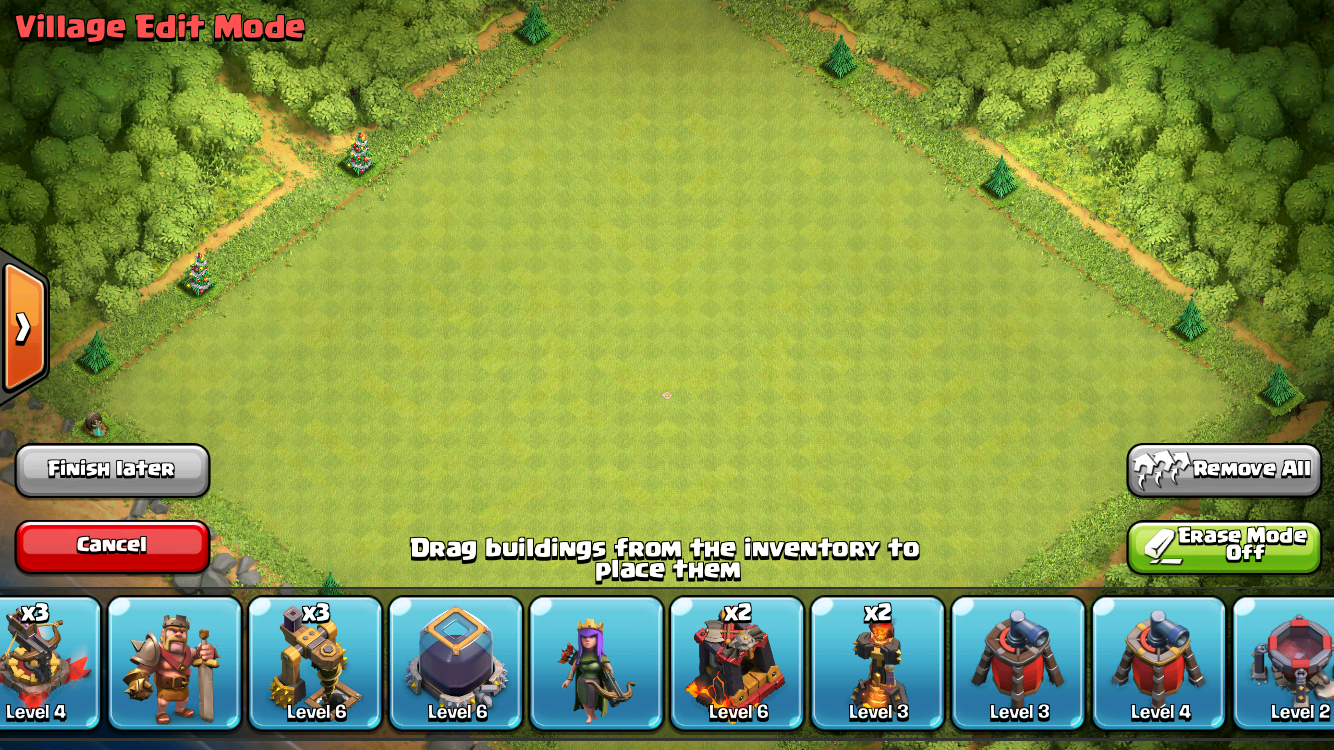 Village Edit Mode
Finish later
Cancel
Remove All
Erase Mode
Off
Drag buildings from the inventory to
place them
x3
Level 4
x3
Level 6
Level 6
x2
Level 6
x2
Level 3
Level 3
Level 4
Level 2